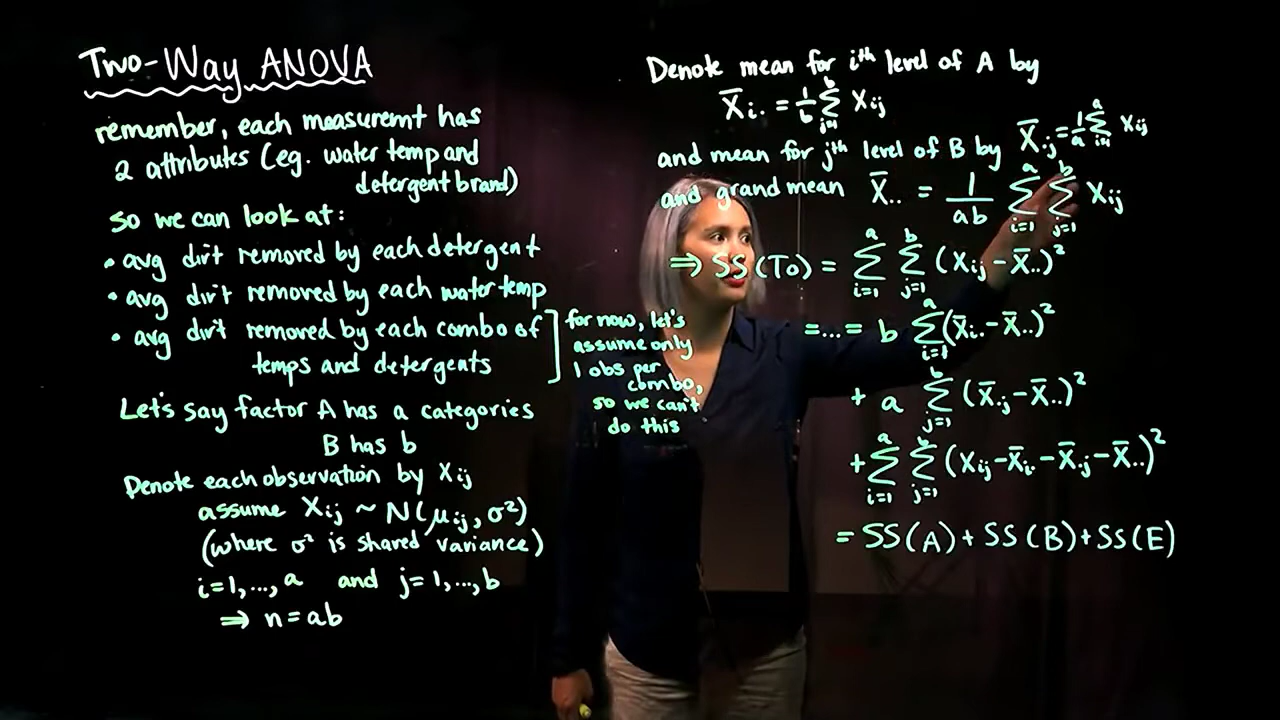 Two-Way ANOVA
remember, each measuremt has
2 attributes (eg. water temp and
detergent brand)
so we can look at:
• avg dirt removed by each detergent
• avg dirt removed by each water temp
• avg dirt removed by each combo of
temps and detergents
for now, let's
assume only
1 obs per
combo,
so we can't
do this
Let's say factor A has a categories
B has b
Denote each observation by Xij
assume Xij ~ N(μij, σ²)
(where σ² is shared variance)
i=1,...,a and j=1,...,b
⇒ n=ab
Denote mean for iᵗʰ level of A by
X̄i. = 1/b Σ_{j=1}^{b} Xij
and mean for jᵗʰ level of B by X̄.j = 1/a Σ_{i=1}^{a} Xij
and grand mean X̄.. = 1/ab Σ_{i=1}^{a} Σ_{j=1}^{b} Xij
⇒ SS(TO) = Σ_{i=1}^{a} Σ_{j=1}^{b} (Xij - X̄..)²
=...= b Σ_{i=1}^{a} (X̄i. - X̄..)²
+ a Σ_{j=1}^{b} (X̄.j - X̄..)²
+ Σ_{i=1}^{a} Σ_{j=1}^{b} (Xij - X̄i. - X̄.j - X̄..)²
= SS(A) + SS(B) + SS(E)